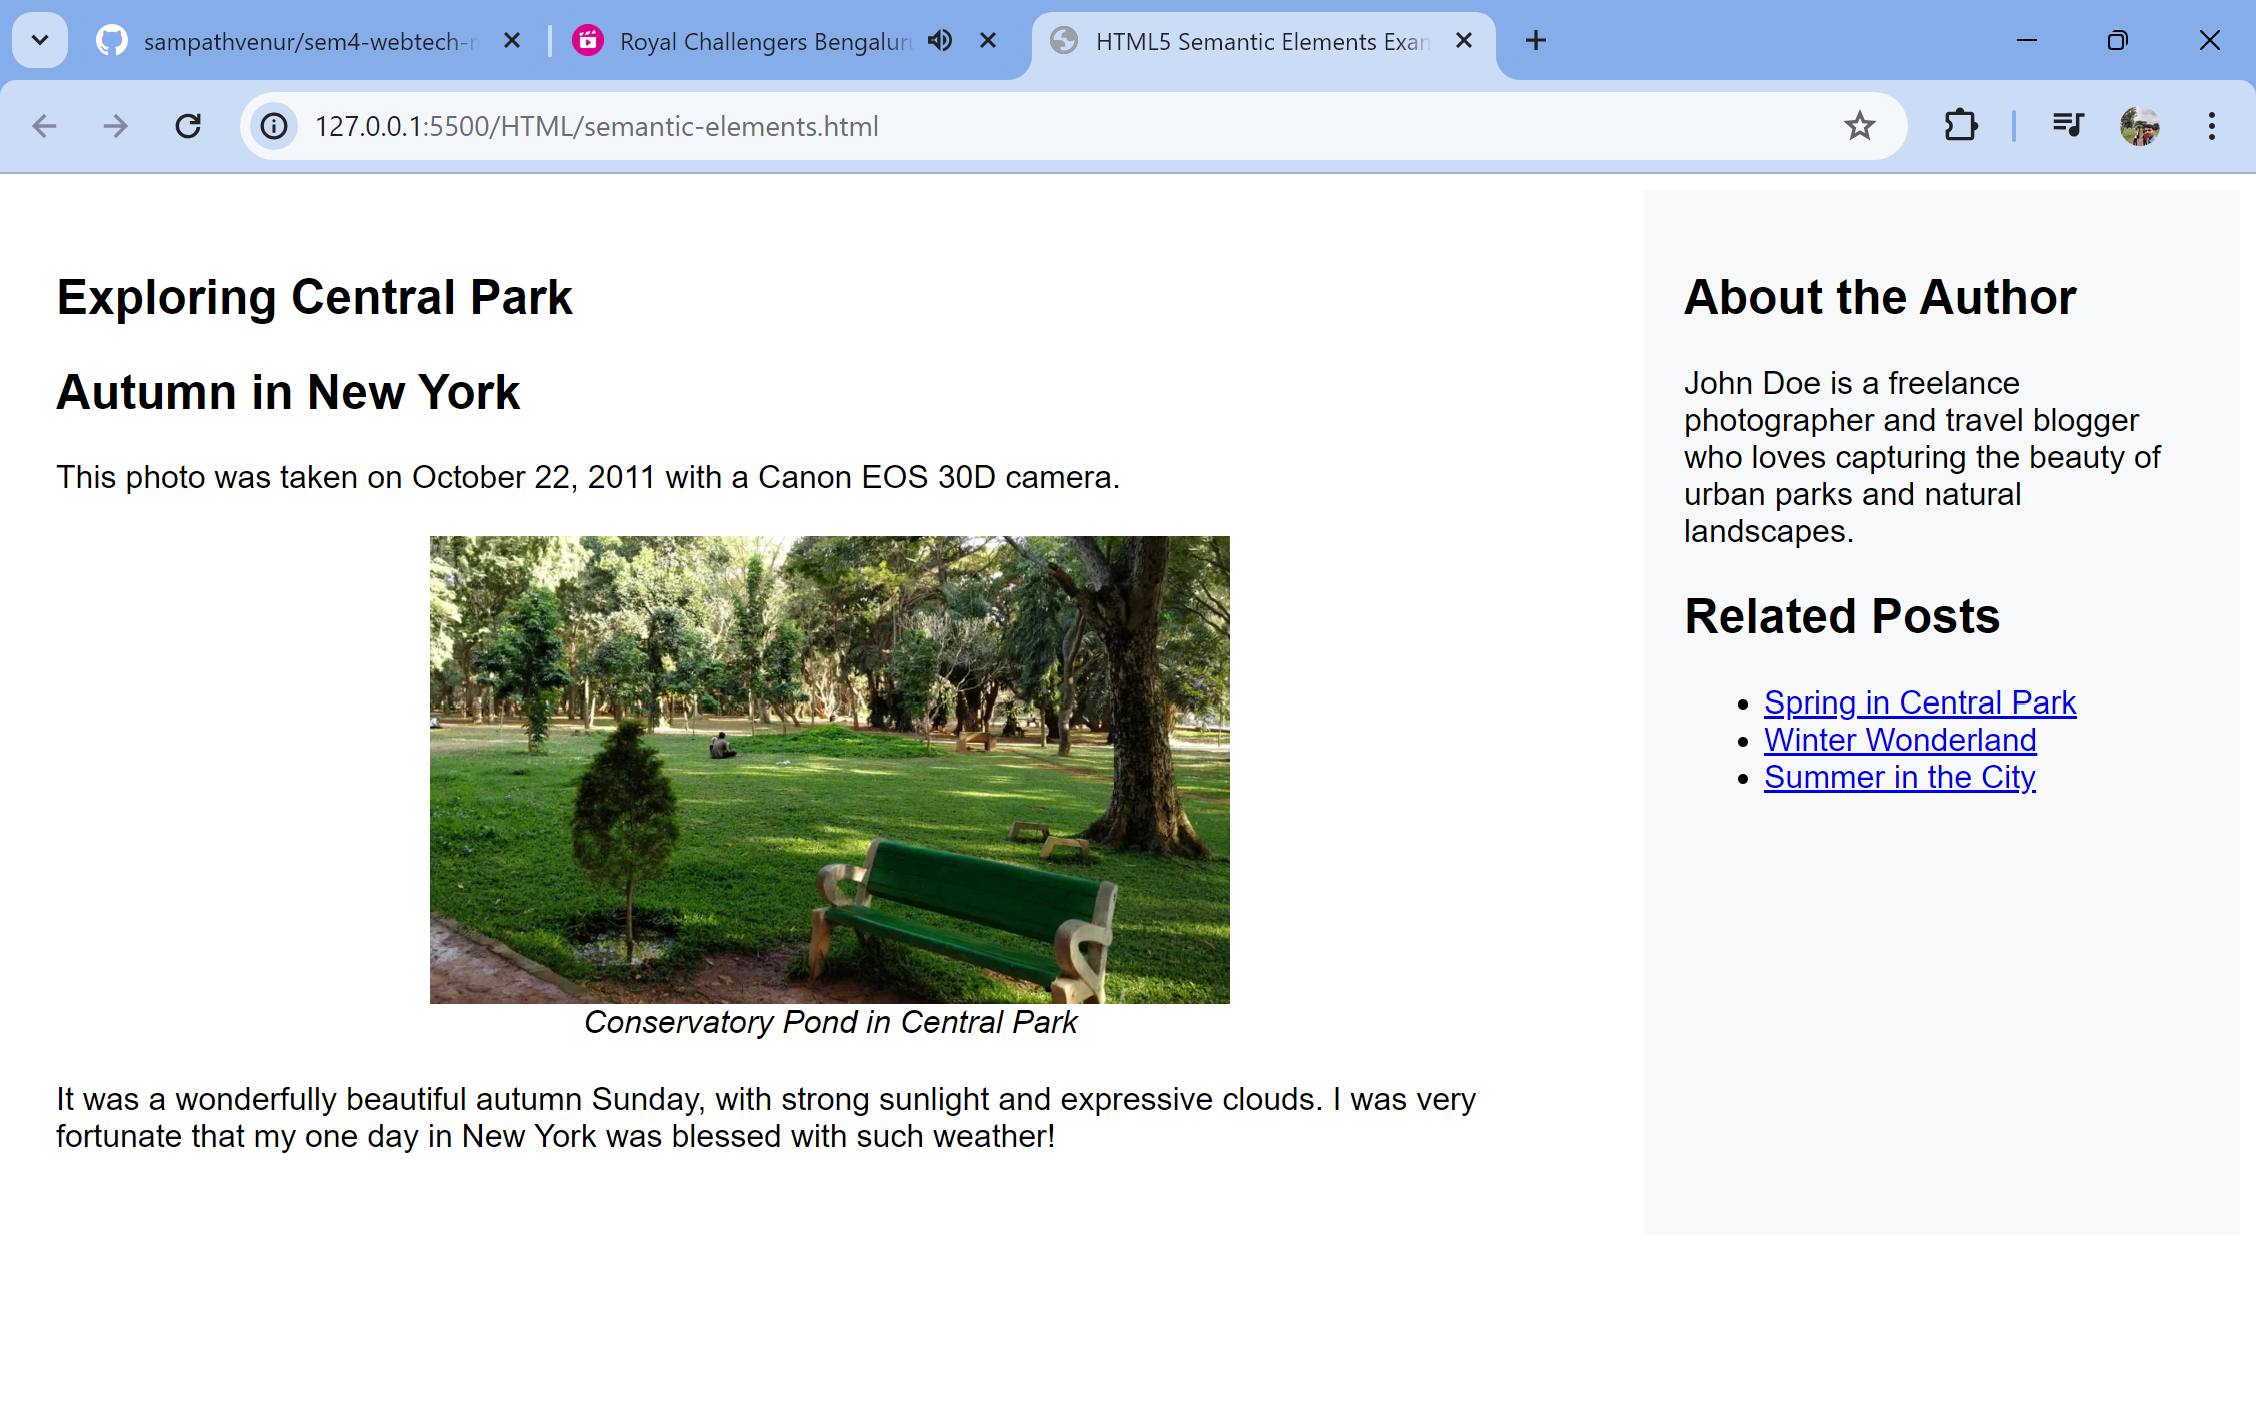 sampathvenur/sem4-webtech-
Royal Challengers Bengalur
HTML5 Semantic Elements Exan
127.0.0.1:5500/HTML/semantic-elements.html
Exploring Central Park
Autumn in New York
This photo was taken on October 22, 2011 with a Canon EOS 30D camera.
Conservatory Pond in Central Park
It was a wonderfully beautiful autumn Sunday, with strong sunlight and expressive clouds. I was very
fortunate that my one day in New York was blessed with such weather!
About the Author
John Doe is a freelance
photographer and travel blogger
who loves capturing the beauty of
urban parks and natural
landscapes.
Related Posts
Spring in Central Park
Winter Wonderland
Summer in the City